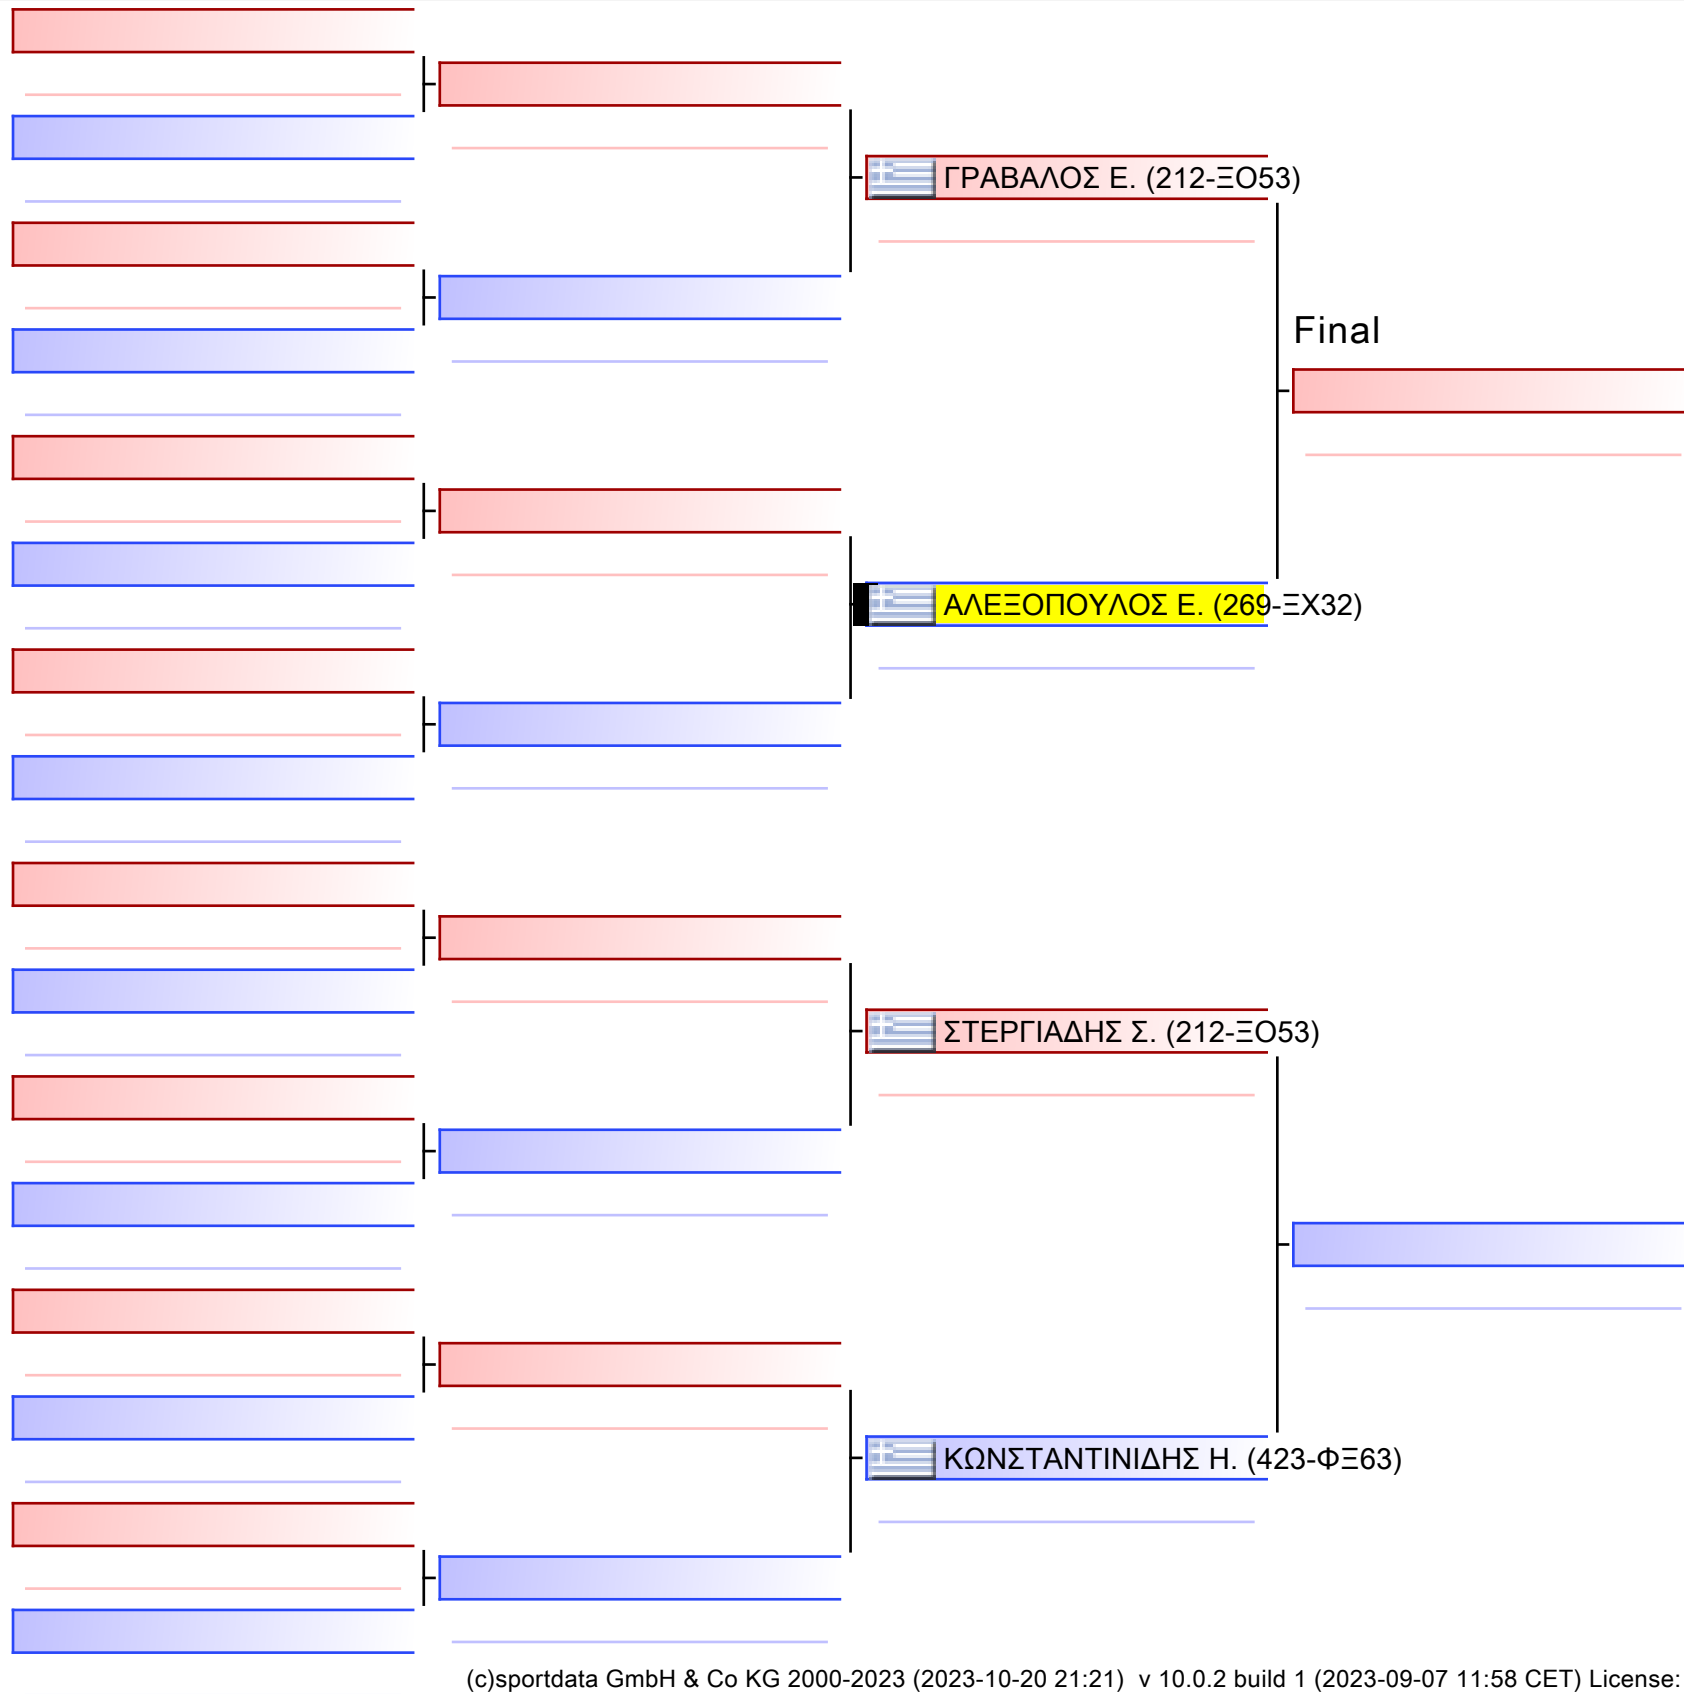 ΓΡΑΒΑΛΟΣ Ε. (212-ΞΟ53)
Final
ΑΛΕΞΟΠΟΥΛΟΣ Ε. (269-ΞΧ32)
ΣΤΕΡΓΙΑΔΗΣ Σ. (212-ΞΟ53)
ΚΩΝΣΤΑΝΤΙΝΙΔΗΣ Η. (423-ΦΞ63)
(c)sportdata GmbH & Co KG 2000-2023 (2023-10-20 21:21) v 10.0.2 build 1 (2023-09-07 11:58 CET) License: